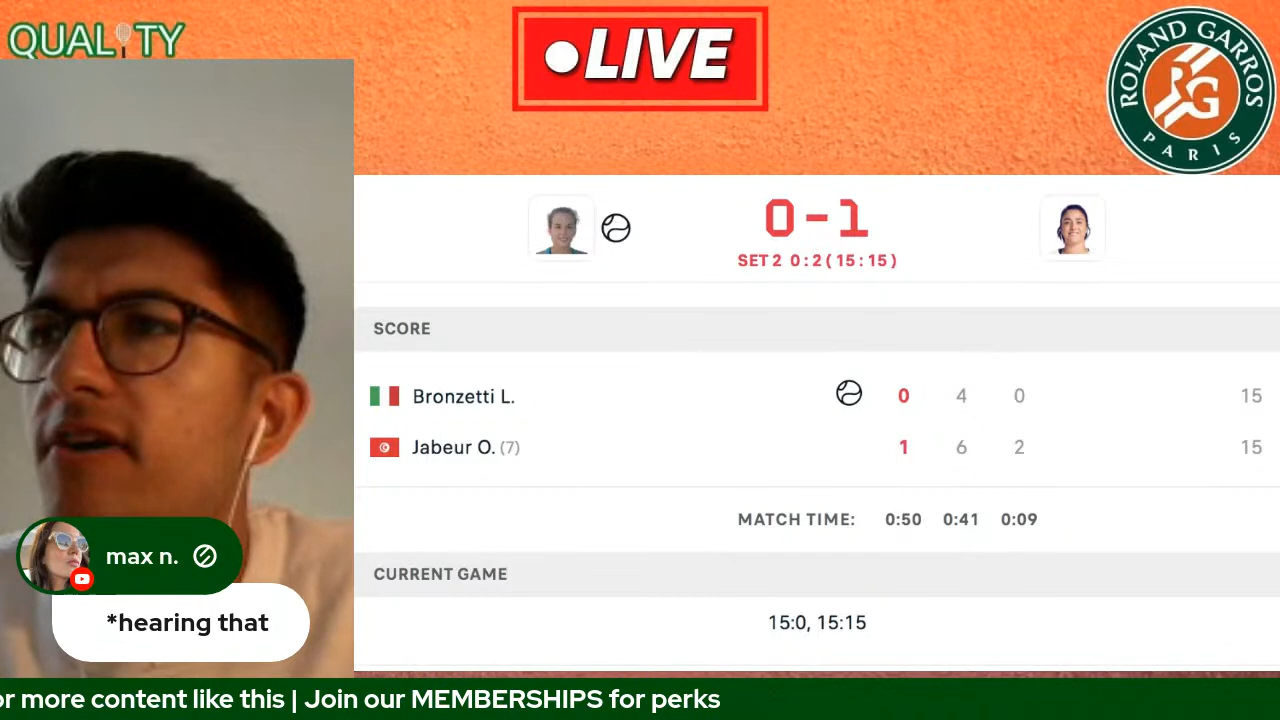 QUALITY
LIVE
ROLAND GARROS
RG
PARIS
0-1
SET 2 0:2(15:15)
SCORE
Bronzetti L. 0 4 0 15
Jabeur O. (7) 1 6 2 15
MATCH TIME: 0:50 0:41 0:09
CURRENT GAME
15:0, 15:15
max n.
*hearing that
or more content like this | Join our MEMBERSHIPS for perks